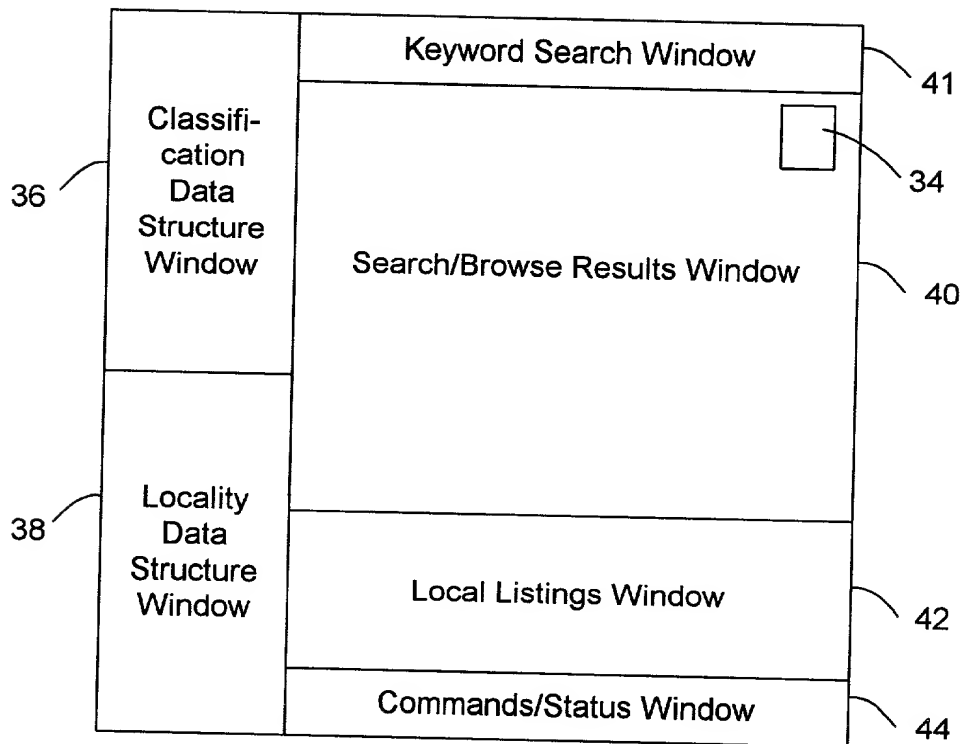 Keyword Search Window
41
Classifi-
cation
Data
Structure
Window
36
34
Search/Browse Results Window
40
Locality
Data
Structure
Window
38
Local Listings Window
42
Commands/Status Window
44